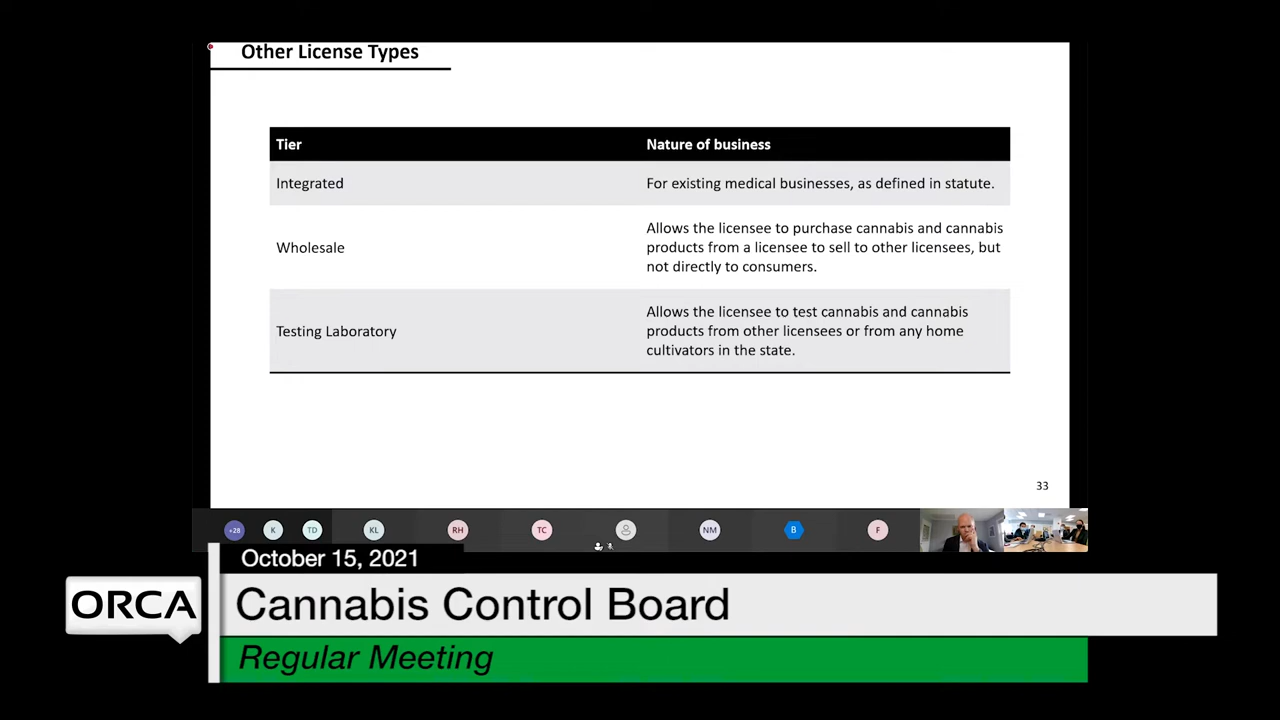 Other License Types
Tier
Nature of business
Integrated
For existing medical businesses, as defined in statute.
Wholesale
Allows the licensee to purchase cannabis and cannabis
products from a licensee to sell to other licensees, but
not directly to consumers.
Testing Laboratory
Allows the licensee to test cannabis and cannabis
products from other licensees or from any home
cultivators in the state.
33
+28
K
TD
KL
RH
TC
NM
B
F
October 15, 2021
ORCA
Cannabis Control Board
Regular Meeting